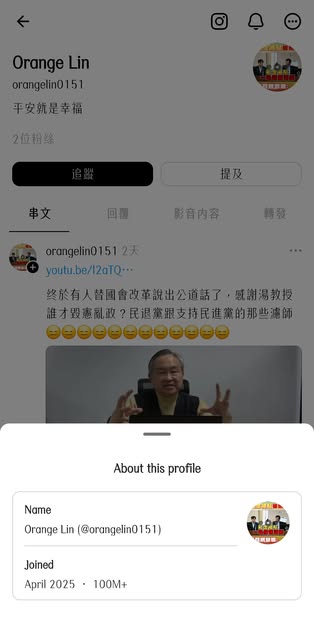 Orange Lin
orangelin0151
平安就是幸福
2位粉絲
追蹤
提及
串文
回覆
影音內容
轉發
orangelin0151 2天
youtu.be/l2aTQ…
終於有人替國會改革說出公道話了，感謝湯教授
誰才毀憲亂政？民退黨跟支持民進黨的那些濾師
😑😑😑😑😑😑😑😑😑😑😑😑
About this profile
Name
Orange Lin (@orangelin0151)
Joined
April 2025 · 100M+